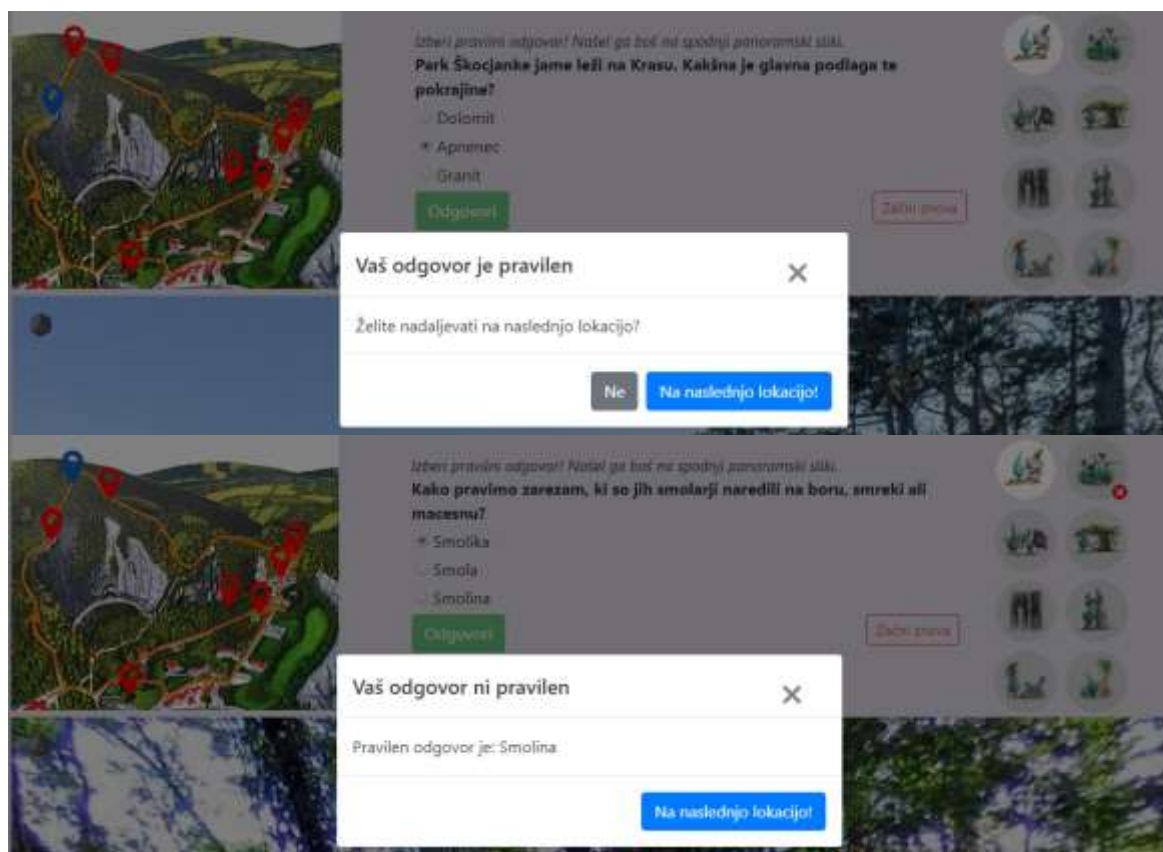 Izberi pravilni odgovor! Našel ga boš na spodnji panoramski sliki.
Park Škocjanke jame leži na Krasu. Kakšna je glavna podlaga te
pokrajine?
Dolomit
Apnenec
Granit
Odgovori
Začni znova
Vaš odgovor je pravilen
Želite nadaljevati na naslednjo lokacijo?
Ne
Na naslednjo lokacijo!
Izberi pravilni odgovor! Našel ga boš na spodnji panoramski sliki.
Kako pravimo zarezam, ki so jih smolarji naredili na boru, smreki ali
macesnu?
Smolika
Smola
Smolina
Odgovori
Začni znova
Vaš odgovor ni pravilen
Pravilen odgovor je: Smolina
Na naslednjo lokacijo!